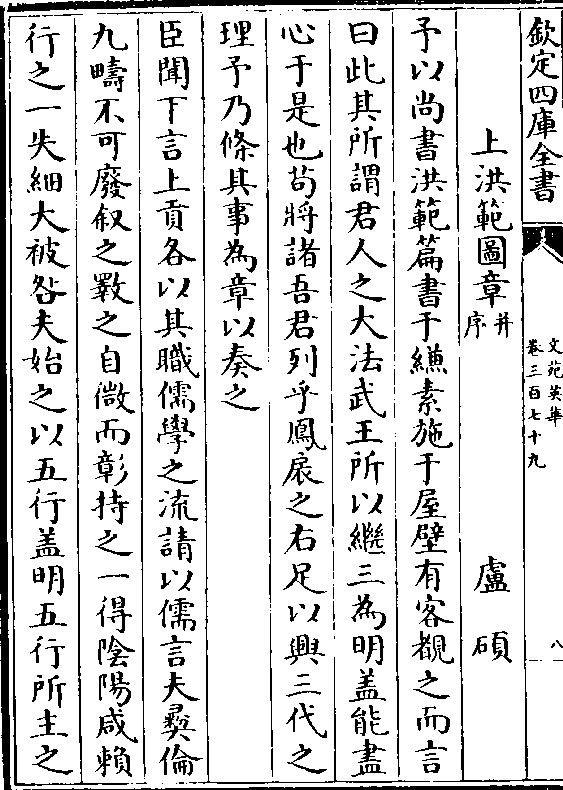 欽定四庫全書
文苑英華
卷三百七十九
八
上洪範圖章并序
盧碩
予以尚書洪範篇書于縑素施于屋壁有客覩之而言
曰此其所謂君人之大法武王所以繼三為明蓋能盡
心于是也苟將諸吾君列乎鳳扆之右足以興三代之
理予乃條其事為章以奏之
臣聞下言上貢各以其職儒學之流請以儒言夫彛倫
九疇不可廢叙之斁之自微而彰持之一得陰陽咸賴
行之一失細大被咎夫始之以五行盖明五行所主之